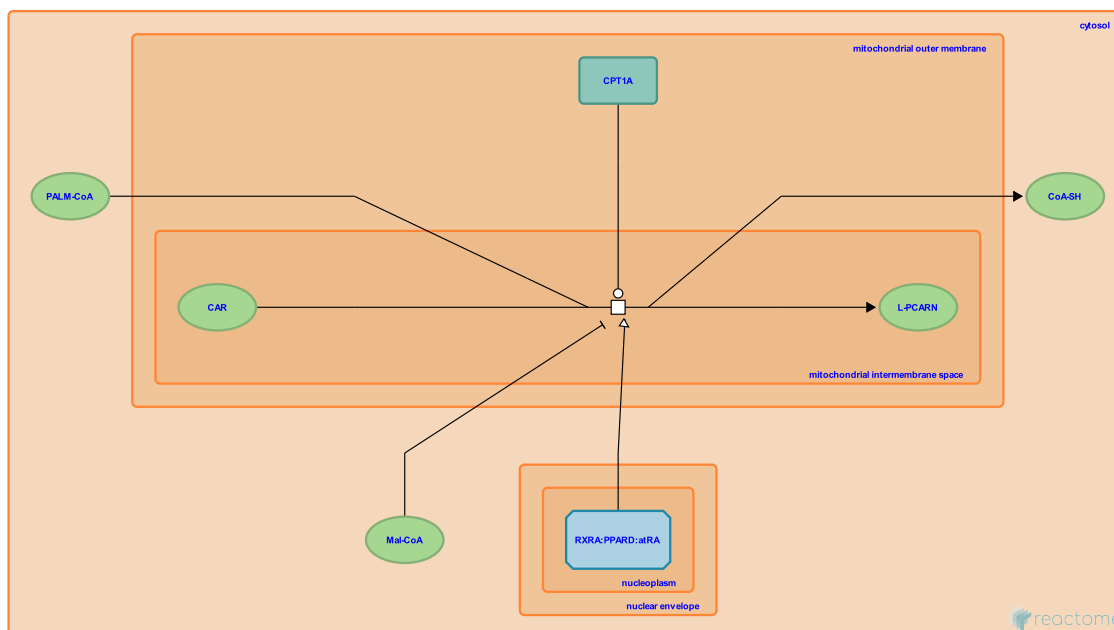 cytosol
mitochondrial outer membrane
CPT1A
PALM-CoA
CoA-SH
CAR
L-PCARN
mitochondrial intermembrane space
Mal-CoA
RXRA:PPARD:atRA
nucleoplasm
nuclear envelope
reactome